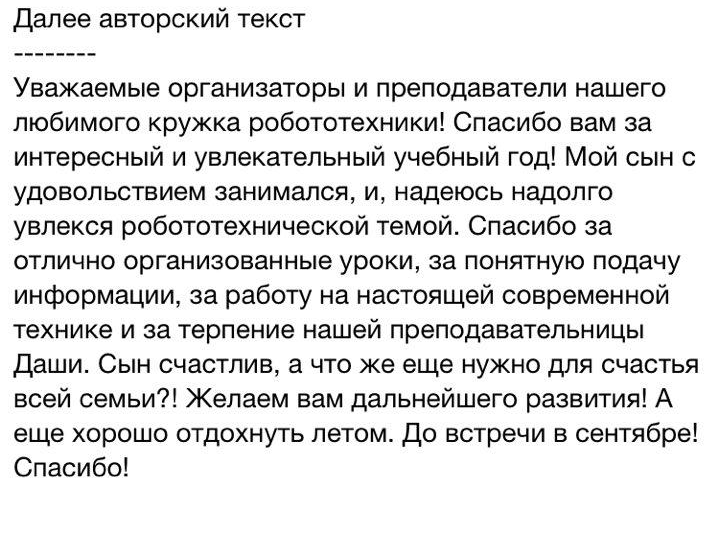 Далее авторский текст
--------
Уважаемые организаторы и преподаватели нашего
любимого кружка робототехники! Спасибо вам за
интересный и увлекательный учебный год! Мой сын с
удовольствием занимался, и, надеюсь надолго
увлекся робототехнической темой. Спасибо за
отлично организованные уроки, за понятную подачу
информации, за работу на настоящей современной
технике и за терпение нашей преподавательницы
Даши. Сын счастлив, а что же еще нужно для счастья
всей семьи?! Желаем вам дальнейшего развития! А
еще хорошо отдохнуть летом. До встречи в сентябре!
Спасибо!